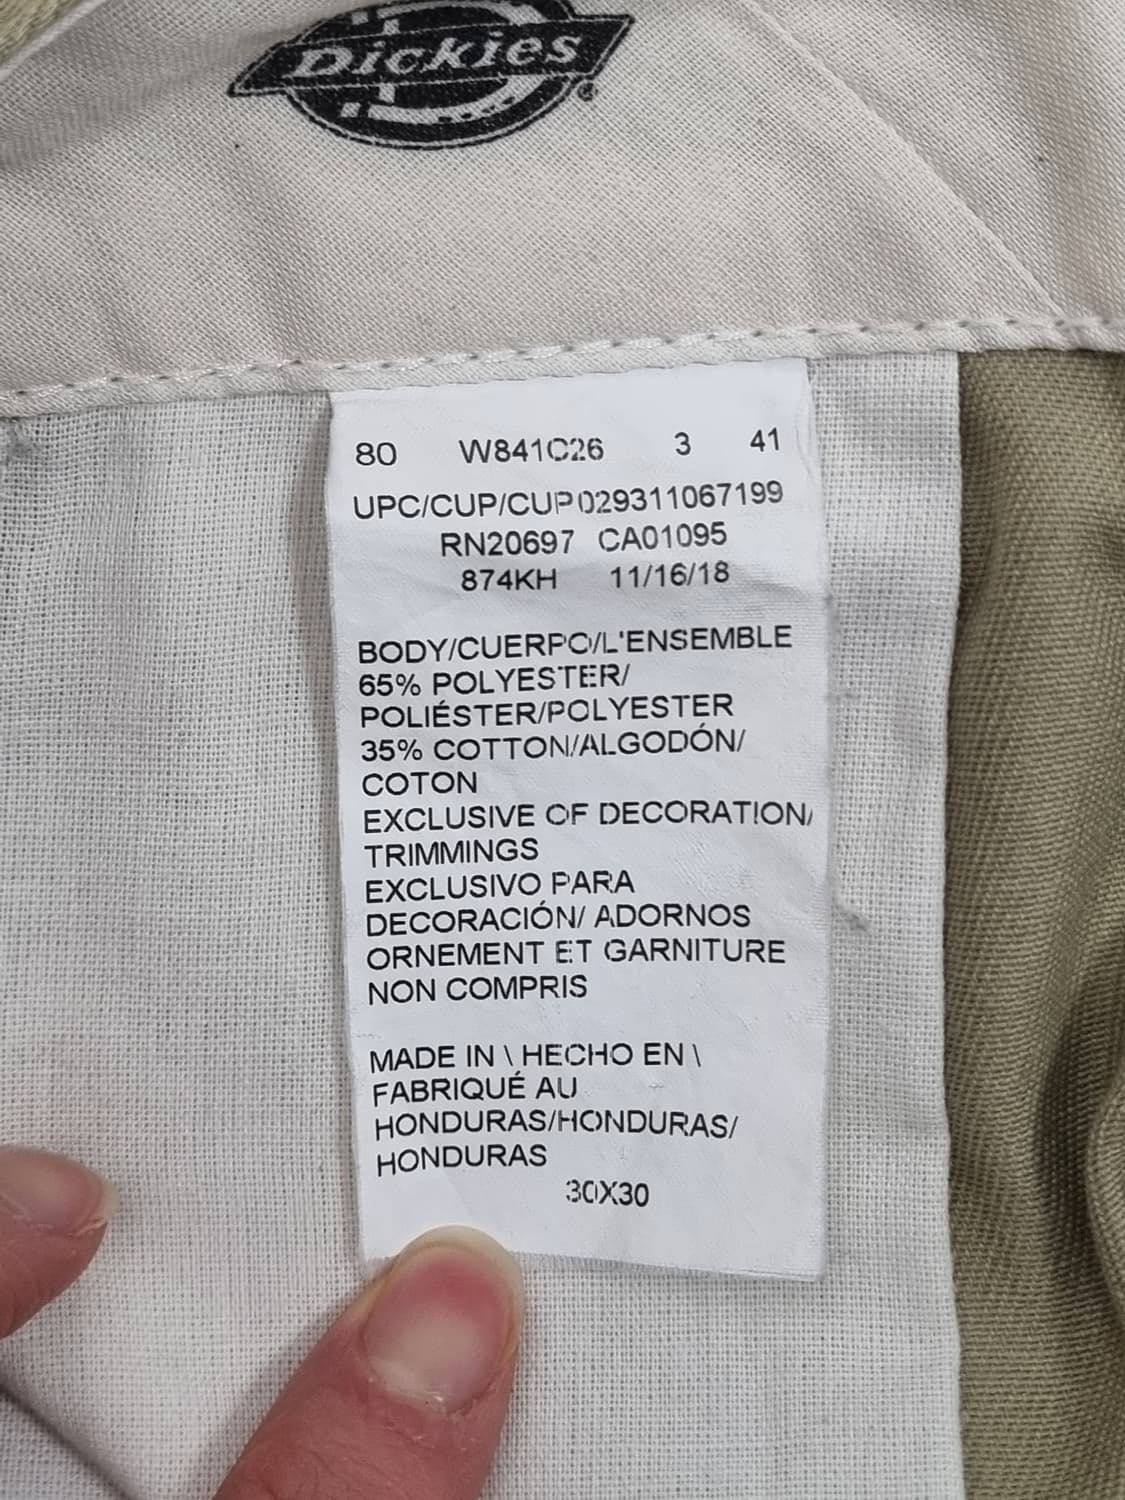 Dickies
80 W841C26 3 41
UPC/CUP/CUP029311067199
RN20697 CA01095
874KH 11/16/18
BODY/CUERPO/L'ENSEMBLE
65% POLYESTER/
POLIÉSTER/POLYESTER
35% COTTON/ALGODÓN/
COTON
EXCLUSIVE OF DECORATION/
TRIMMINGS
EXCLUSIVO PARA
DECORACIÓN/ ADORNOS
ORNEMENT ET GARNITURE
NON COMPRIS
MADE IN \ HECHO EN \
FABRIQUÉ AU
HONDURAS/HONDURAS/
HONDURAS
30X30